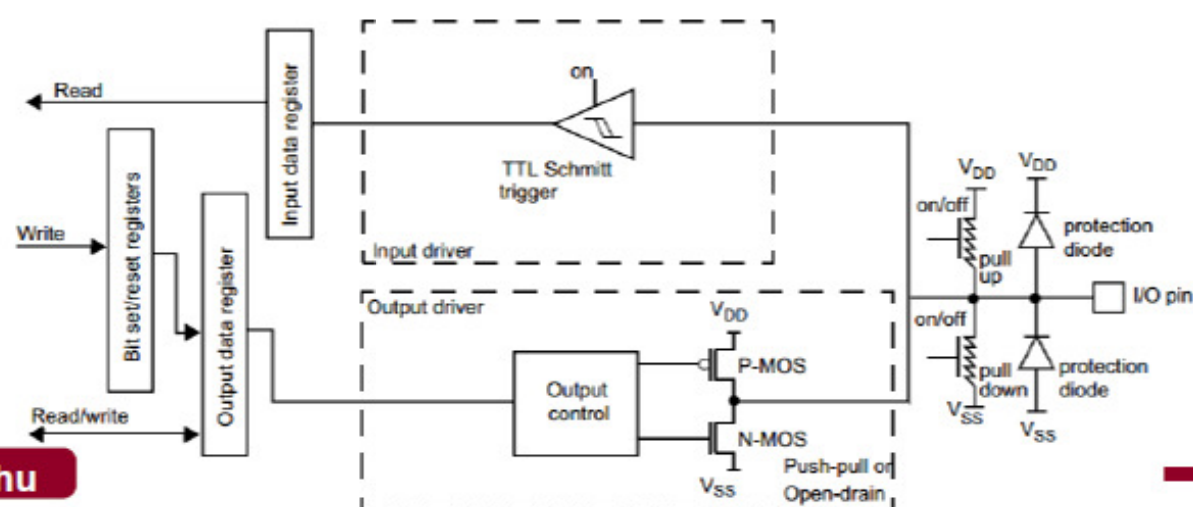 on
Read
Input data register
TTL Schmitt
trigger
Input driver
Write
Bit set/reset registers
Output data register
Read/write
Output driver
VDD
P-MOS
Output
control
N-MOS
VSS
Push-pull or
Open-drain
VDD
VDD
on/off
pull
up
protection
diode
I/O pin
on/off
pull
down
protection
diode
VSS
VSS
hu